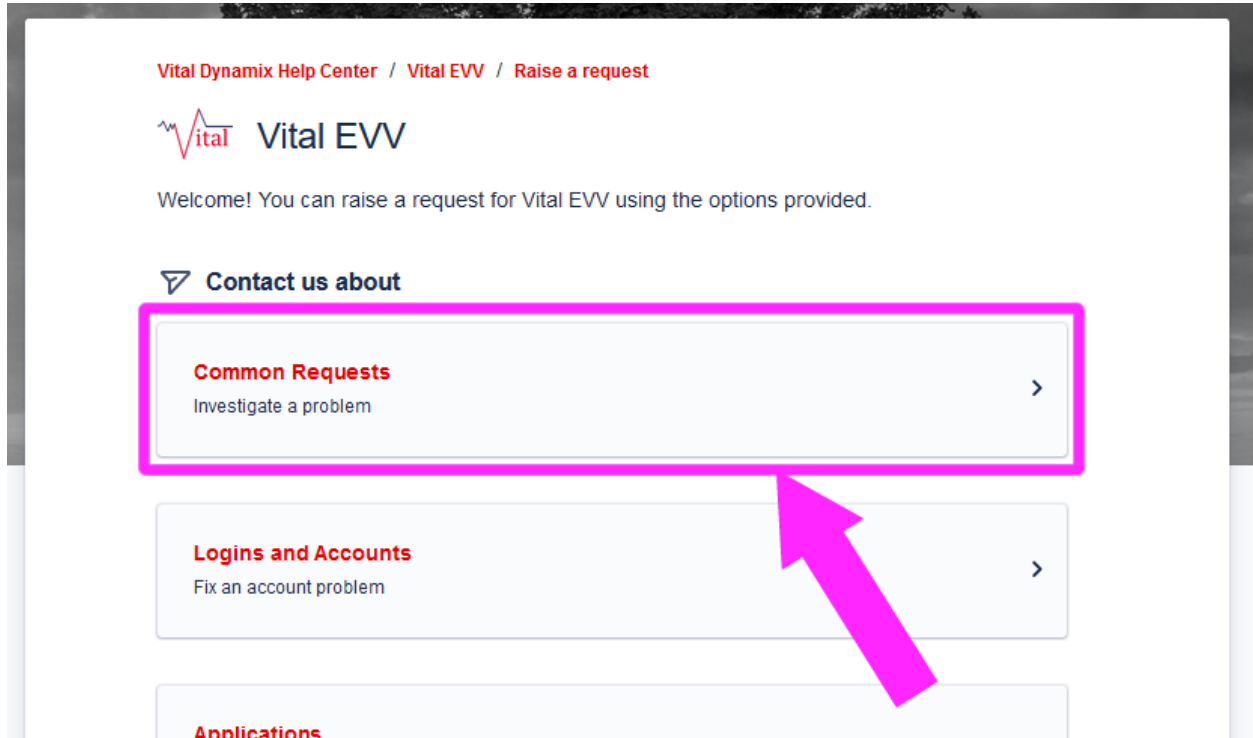 Vital Dynamix Help Center / Vital EVV / Raise a request
Vital Vital EVV
Welcome! You can raise a request for Vital EVV using the options provided.
Contact us about
Common Requests
Investigate a problem
Logins and Accounts
Fix an account problem
Applications